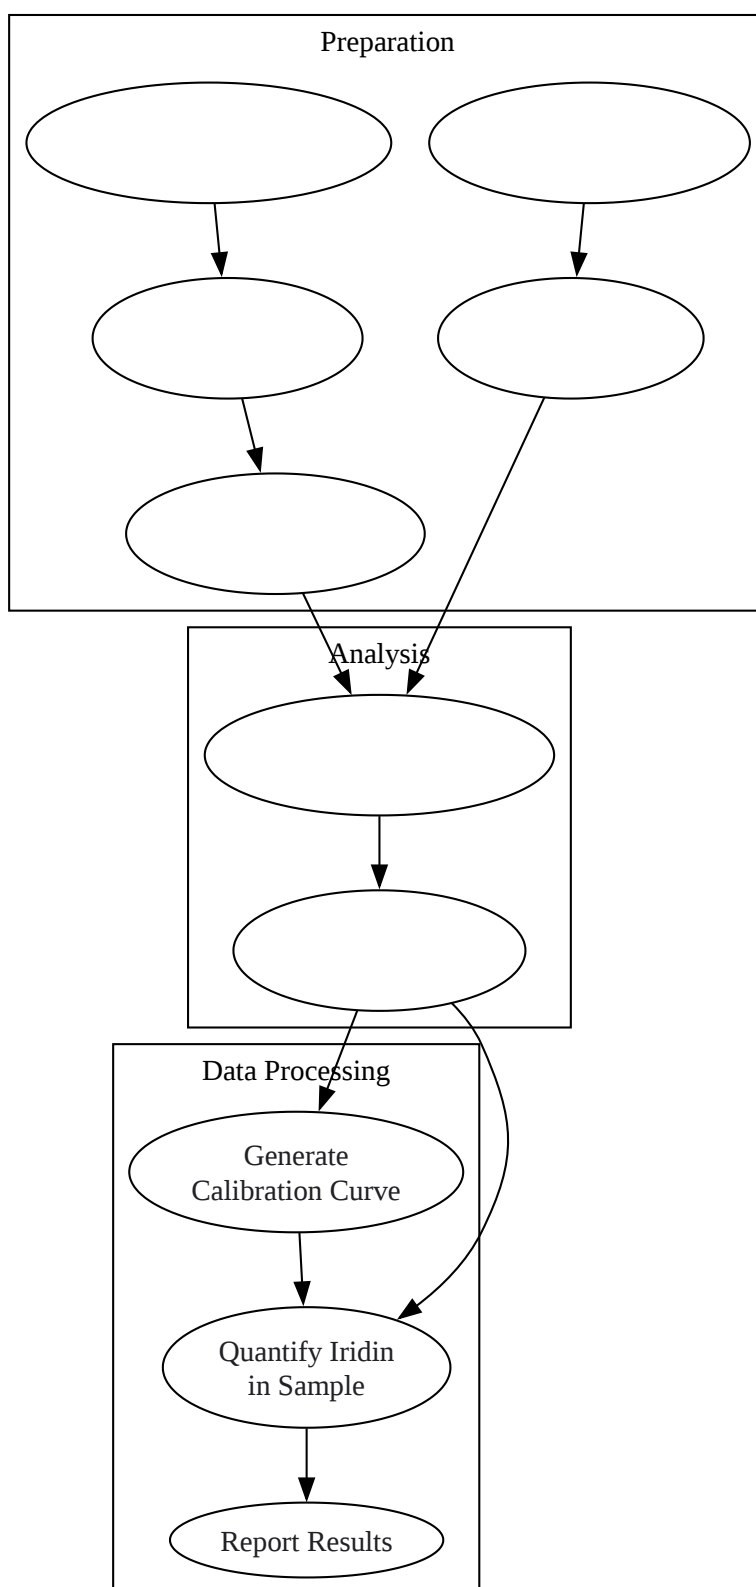 Preparation
Analysis
Data Processing
Generate
Calibration Curve
Quantify Iridin
in Sample
Report Results